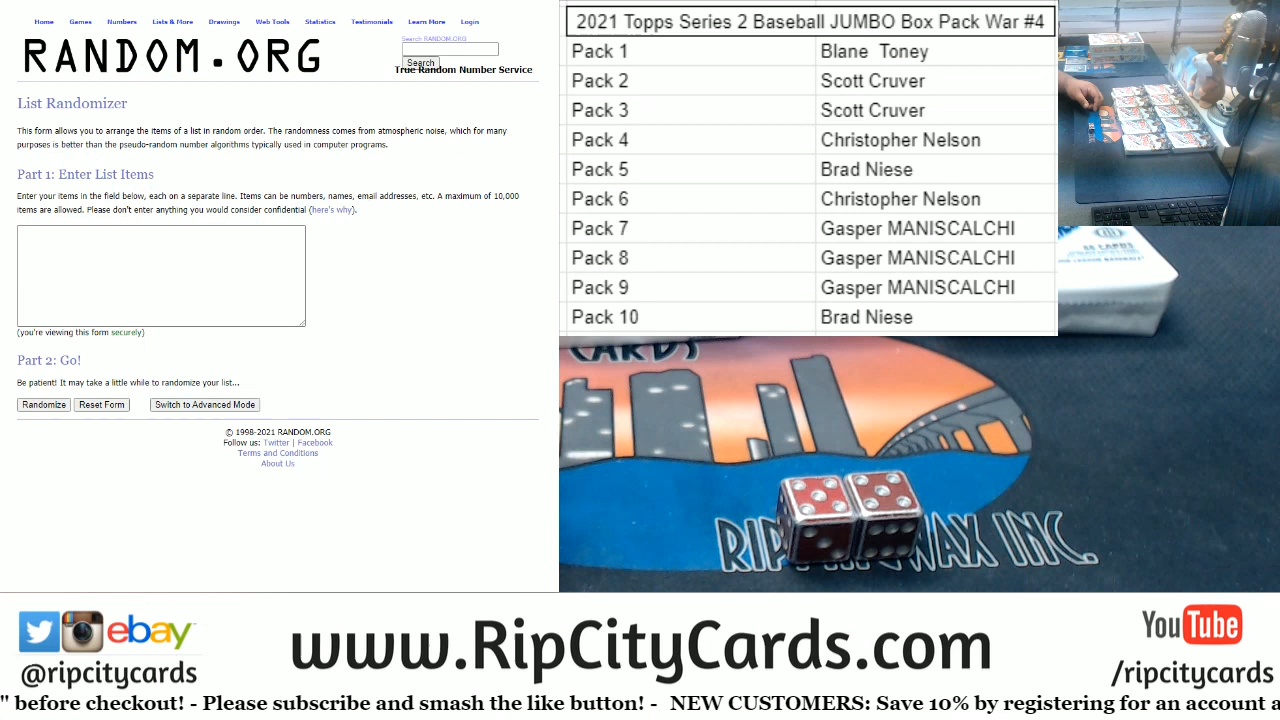 Home Games Numbers Lists & More Drawings Web Tools Statistics Testimonials Learn More Login
RANDOM.ORG
Search RANDOM.ORG
Search
True Random Number Service
List Randomizer
This form allows you to arrange the items of a list in random order. The randomness comes from atmospheric noise, which for many
purposes is better than the pseudo-random number algorithms typically used in computer programs.
Part 1: Enter List Items
Enter your items in the field below, each on a separate line. Items can be numbers, names, email addresses, etc. A maximum of 10,000
items are allowed. Please don't enter anything you would consider confidential (here's why).
(you're viewing this form securely)
Part 2: Go!
Be patient! It may take a little while to randomize your list...
Randomize Reset Form Switch to Advanced Mode
© 1998-2021 RANDOM.ORG
Follow us: Twitter | Facebook
Terms and Conditions
About Us
2021 Topps Series 2 Baseball JUMBO Box Pack War #4
Pack 1 Blane Toney
Pack 2 Scott Cruver
Pack 3 Scott Cruver
Pack 4 Christopher Nelson
Pack 5 Brad Niese
Pack 6 Christopher Nelson
Pack 7 Gasper MANISCALCHI
Pack 8 Gasper MANISCALCHI
Pack 9 Gasper MANISCALCHI
Pack 10 Brad Niese
CARDS
CARDS
RIP WAX INC.
ebay
@ripcitycards
www.RipCityCards.com
YouTube
/ripcitycards
" before checkout! - Please subscribe and smash the like button! - NEW CUSTOMERS: Save 10% by registering for an account a